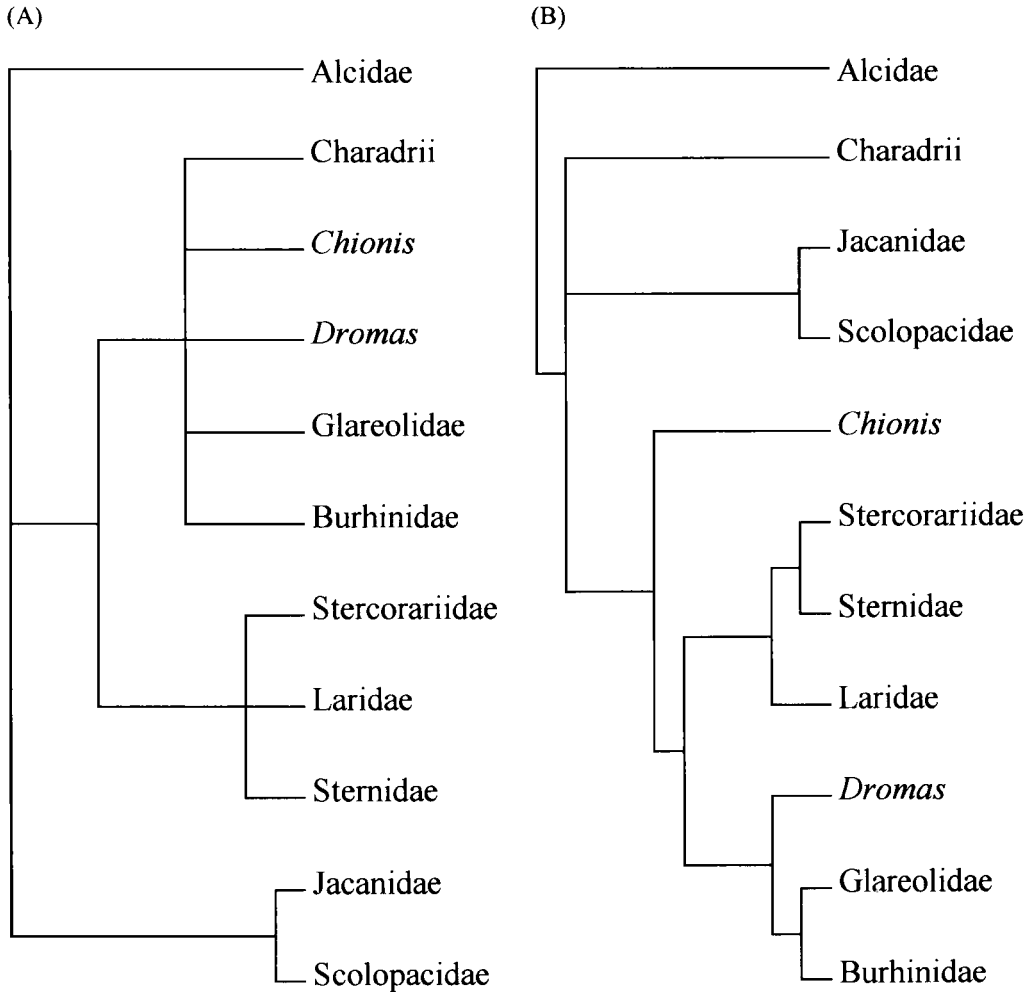 (A)
Alcidae
Charadrii
Chionis
Dromas
Glareolidae
Burhinidae
Stercorariidae
Laridae
Sternidae
Jacanidae
Scolopacidae
(B)
Alcidae
Charadrii
Jacanidae
Scolopacidae
Chionis
Stercorariidae
Sternidae
Laridae
Dromas
Glareolidae
Burhinidae